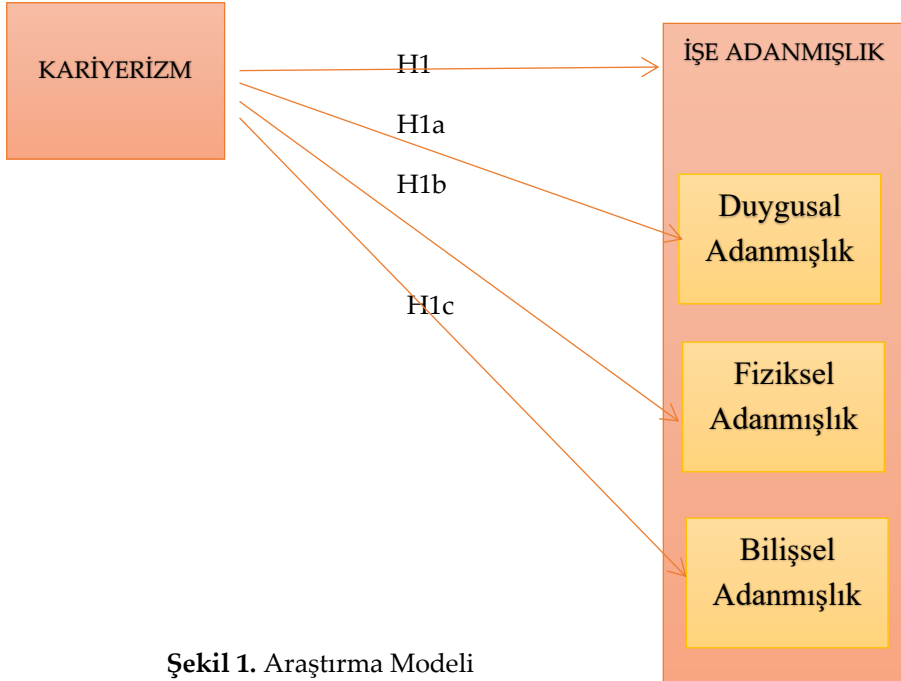 KARİYERİZM
H1
H1a
H1b
H1c
İŞE ADANMIŞLIK
Duygusal
Adanmışlık
Fiziksel
Adanmışlık
Bilişsel
Adanmışlık
Şekil 1. Araştırma Modeli